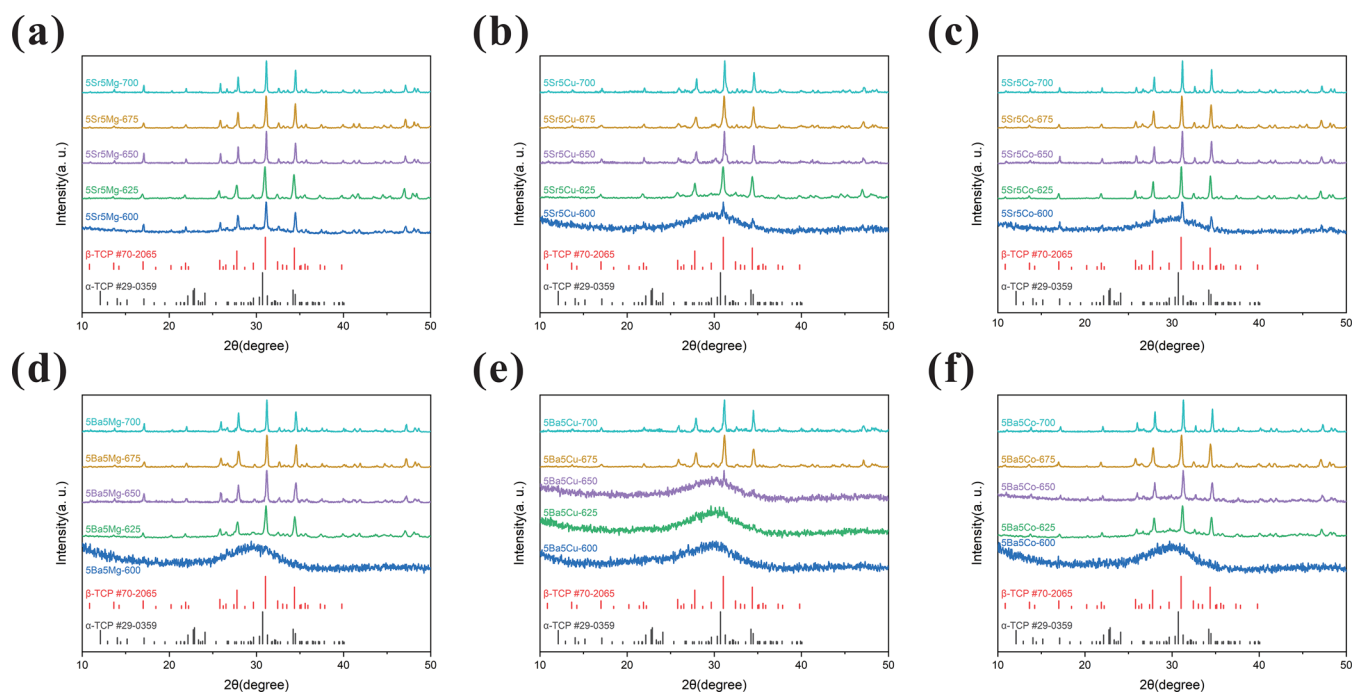 (a)
5Sr5Mg-700
5Sr5Mg-675
5Sr5Mg-650
5Sr5Mg-625
5Sr5Mg-600
β-TCP #70-2065
α-TCP #29-0359
Intensity(a. u.)
10 20 30 40 50
2θ(degree)
(b)
5Sr5Cu-700
5Sr5Cu-675
5Sr5Cu-650
5Sr5Cu-625
5Sr5Cu-600
β-TCP #70-2065
α-TCP #29-0359
Intensity(a. u.)
10 20 30 40 50
2θ(degree)
(c)
5Sr5Co-700
5Sr5Co-675
5Sr5Co-650
5Sr5Co-625
5Sr5Co-600
β-TCP #70-2065
α-TCP #29-0359
Intensity(a. u.)
10 20 30 40 50
2θ(degree)
(d)
5Ba5Mg-700
5Ba5Mg-675
5Ba5Mg-650
5Ba5Mg-625
5Ba5Mg-600
β-TCP #70-2065
α-TCP #29-0359
Intensity(a. u.)
10 20 30 40 50
2θ(degree)
(e)
5Ba5Cu-700
5Ba5Cu-675
5Ba5Cu-650
5Ba5Cu-625
5Ba5Cu-600
β-TCP #70-2065
α-TCP #29-0359
Intensity(a. u.)
10 20 30 40 50
2θ(degree)
(f)
5Ba5Co-700
5Ba5Co-675
5Ba5Co-650
5Ba5Co-625
5Ba5Co-600
β-TCP #70-2065
α-TCP #29-0359
Intensity(a. u.)
10 20 30 40 50
2θ(degree)